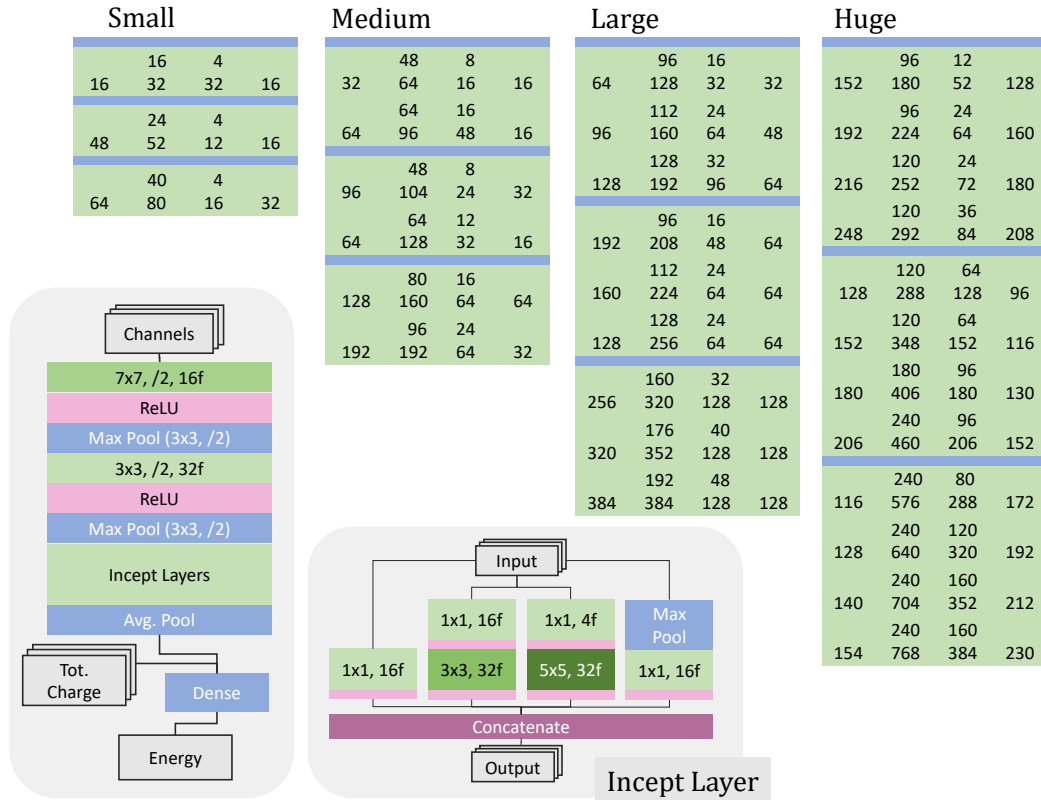 Small
16 4
16 32 32 16
24 4
48 52 12 16
40 4
64 80 16 32
Medium
48 8
32 64 16 16
64 16
64 96 48 16
48 8
96 104 24 32
64 12
64 128 32 16
80 16
128 160 64 64
96 24
192 192 64 32
Large
96 16
64 128 32 32
112 24
96 160 64 48
128 32
128 192 96 64
96 16
192 208 48 64
112 24
160 224 64 64
128 24
128 256 64 64
160 32
256 320 128 128
176 40
320 352 128 128
192 48
384 384 128 128
Huge
96 12
152 180 52 128
96 24
192 224 64 160
120 24
216 252 72 180
120 36
248 292 84 208
120 64
128 288 128 96
120 64
152 348 152 116
180 96
180 406 180 130
240 96
206 460 206 152
240 80
116 576 288 172
240 120
128 640 320 192
240 160
140 704 352 212
240 160
154 768 384 230
Channels
7x7, /2, 16f
ReLU
Max Pool (3x3, /2)
3x3, /2, 32f
ReLU
Max Pool (3x3, /2)
Incept Layers
Avg. Pool
Tot.
Charge
Dense
Energy
Input
1x1, 16f 1x1, 4f Max
Pool
1x1, 16f 3x3, 32f 5x5, 32f 1x1, 16f
Concatenate
Output
Incept Layer